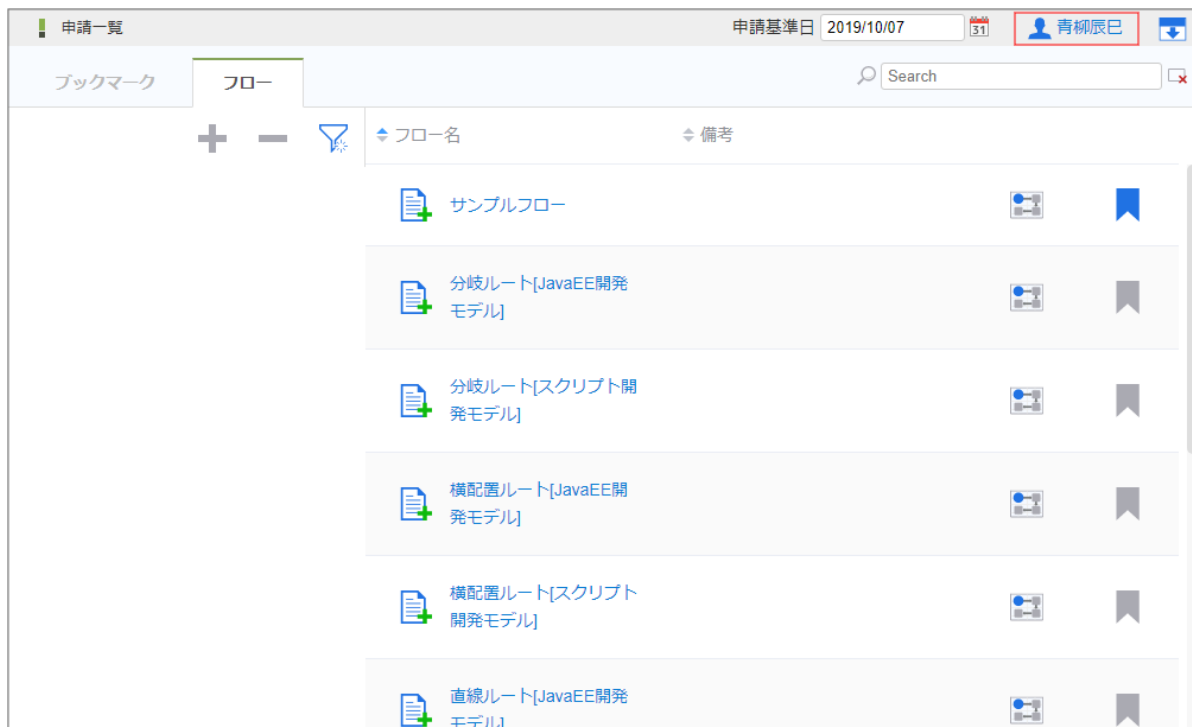 申請一覧
申請基準日 2019/10/07 31 青柳辰巳
ブックマーク フロー Search
フロー名 備考
サンプルフロー
分岐ルート[JavaEE開発
モデル]
分岐ルート[スクリプト開
発モデル]
横配置ルート[JavaEE開
発モデル]
横配置ルート[スクリプト
開発モデル]
直線ルート[JavaEE開発
モデル]